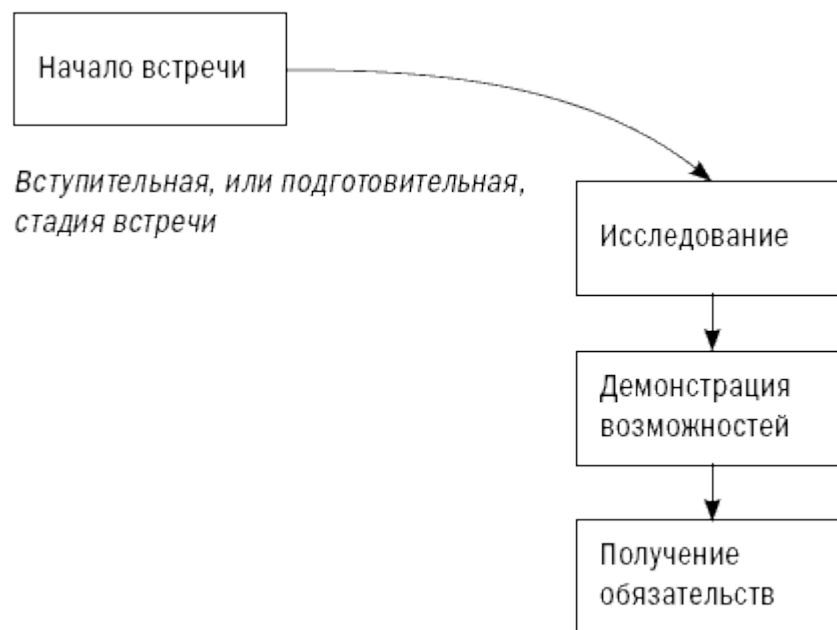 Начало встречи
Вступительная, или подготовительная,
стадия встречи
Исследование
Демонстрация
возможностей
Получение
обязательств